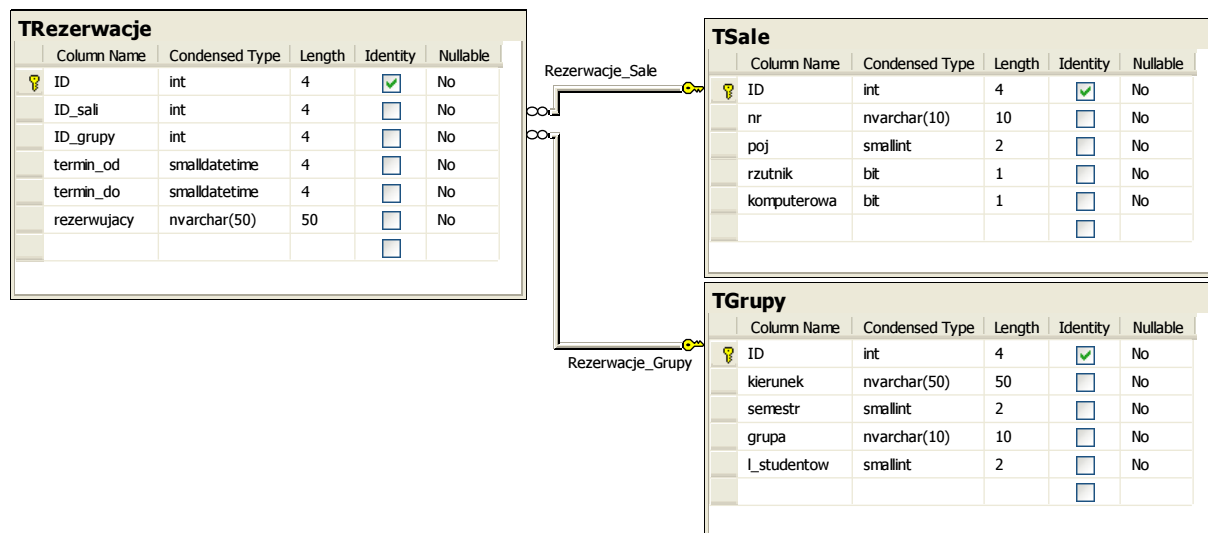 TRezerwacje
Column Name Condensed Type Length Identity Nullable
ID int 4 No
ID_sali int 4 No
ID_grupy int 4 No
termin_od smalldatetime 4 No
termin_do smalldatetime 4 No
rezerwujacy nvarchar(50) 50 No
Rezerwacje_Sale
TSale
Column Name Condensed Type Length Identity Nullable
ID int 4 No
nr nvarchar(10) 10 No
poj smallint 2 No
rzutnik bit 1 No
komputerowa bit 1 No
Rezerwacje_Grupy
TGrupy
Column Name Condensed Type Length Identity Nullable
ID int 4 No
kierunek nvarchar(50) 50 No
semestr smallint 2 No
grupa nvarchar(10) 10 No
l_studentow smallint 2 No